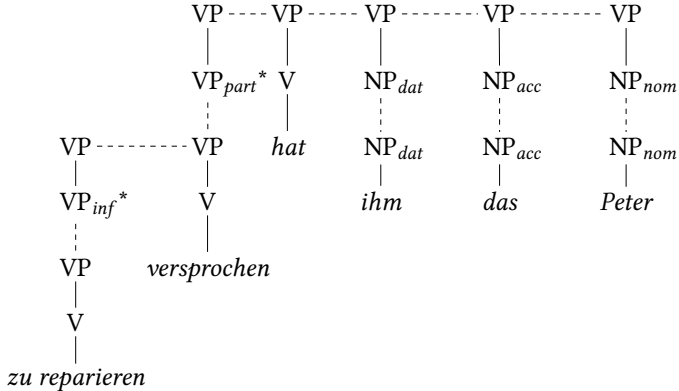 VP VP VP VP VP
VPpart* V NPdat NPacc NPnom
VP VP hat NPdat NPacc NPnom
VPinf* V ihm das Peter
VP versprochen
V
zu reparieren